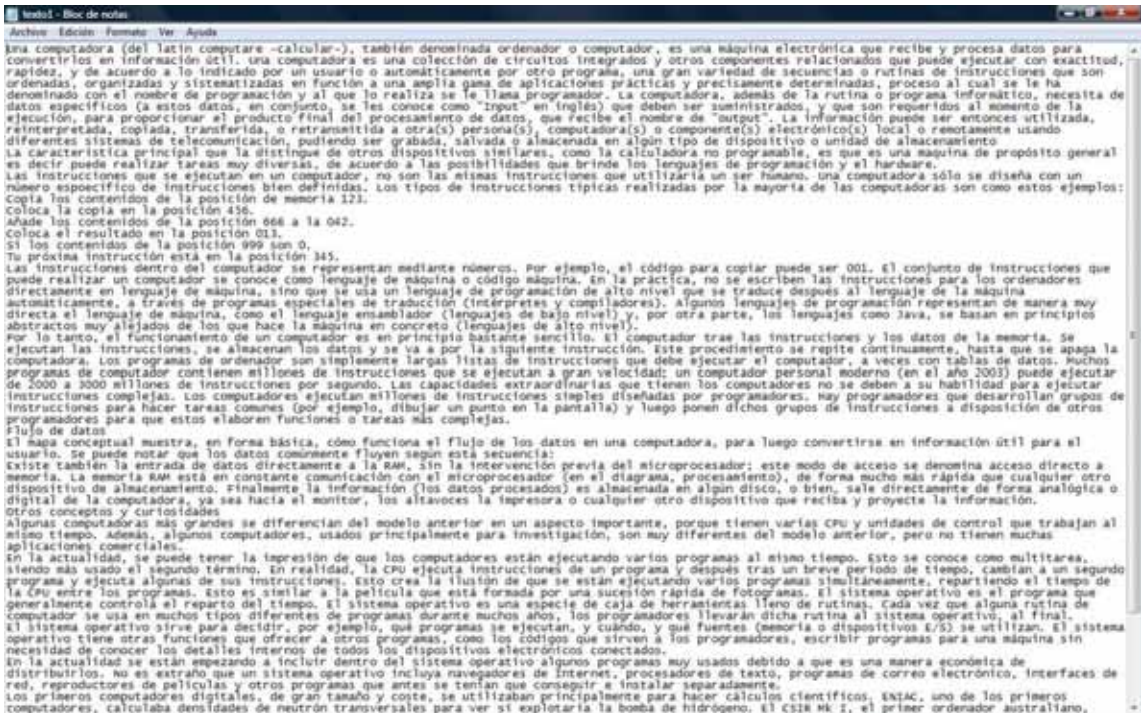 texto1 - Bloc de notas
Archivo Edición Formato Ver Ayuda
Una computadora (del latín computare -calcular-), también denominada ordenador o computador, es una máquina electrónica que recibe y procesa datos para
convertirlos en información útil. Una computadora es una colección de circuitos integrados y otros componentes relacionados que puede ejecutar con exactitud,
rapidez, y de acuerdo a lo indicado por un usuario o automáticamente por otro programa, una gran variedad de secuencias o rutinas de instrucciones que son
ordenadas, organizadas y sistematizadas en función a una amplia gama de aplicaciones prácticas y precisamente determinadas, proceso al cual se le ha
denominado con el nombre de programación y al que lo realiza se le llama programador. La computadora, además de la rutina o programa informático, necesita de
datos específicos (a estos datos, en conjunto, se les conoce como "Input" en inglés) que deben ser suministrados, y que son requeridos al momento de la
ejecución, para proporcionar el producto final del procesamiento de datos, que recibe el nombre de "output". La información puede ser entonces utilizada,
reinterpretada, copiada, transferida, o retransmitida a otra(s) persona(s), computadora(s) o componente(s) electrónico(s) local o remotamente usando
diferentes sistemas de telecomunicación, pudiendo ser grabada, salvada o almacenada en algún tipo de dispositivo o unidad de almacenamiento
La característica principal que la distingue de otros dispositivos similares, como la calculadora no programable, es que es una máquina de propósito general
es decir puede realizar tareas muy diversas, de acuerdo a las posibilidades que brinde los lenguajes de programación y el hardware.
Las instrucciones que se ejecutan en un computador, no son las mismas instrucciones que utilizaría un ser humano. Una computadora sólo se diseña con un
número espoecífico de instrucciones bien definidas. Los tipos de instrucciones típicas realizadas por la mayoría de las computadoras son como estos ejemplos:
Copia los contenidos de la posición de memoria 123.
Coloca la copia en la posición 456.
Añade los contenidos de la posición 666 a la 042.
Coloca el resultado en la posición 013.
Si los contenidos de la posición 999 son 0.
Tu próxima instrucción está en la posición 345.
Las instrucciones dentro del computador se representan mediante números. Por ejemplo, el código para copiar puede ser 001. El conjunto de instrucciones que
puede realizar un computador se conoce como lenguaje de máquina o código máquina. En la práctica, no se escriben las instrucciones para los ordenadores
directamente en lenguaje de máquina, sino que se usa un lenguaje de programación de alto nivel que se traduce después al lenguaje de la máquina
automáticamente, a través de programas especiales de traducción (intérpretes y compiladores). Algunos lenguajes de programación representan de manera muy
directa el lenguaje de máquina, como el lenguaje ensamblador (lenguajes de bajo nivel) y, por otra parte, los lenguajes como Java, se basan en principios
abstractos muy alejados de los que hace la máquina en concreto (lenguajes de alto nivel).
Por lo tanto, el funcionamiento de un computador es en principio bastante sencillo. El computador trae las instrucciones y los datos de la memoria. Se
ejecutan las instrucciones, se almacenan los datos y se va a por la siguiente instrucción. Este procedimiento se repite continuamente, hasta que se apaga la
computadora. Los programas de ordenador son simplemente largas listas de instrucciones que debe ejecutar el computador, a veces con tablas de datos. Muchos
programas de computador contienen millones de instrucciones que se ejecutan a gran velocidad; un computador personal moderno (en el año 2003) puede ejecutar
de 2000 a 3000 millones de instrucciones por segundo. Las capacidades extraordinarias que tienen los computadores no se deben a su habilidad para ejecutar
instrucciones complejas. Los computadores ejecutan millones de instrucciones simples diseñadas por programadores. Hay programadores que desarrollan grupos de
instrucciones para hacer tareas comunes (por ejemplo, dibujar un punto en la pantalla) y luego ponen dichos grupos de instrucciones a disposición de otros
programadores para que estos elaboren funciones o tareas más complejas.
Flujo de datos
El mapa conceptual muestra, en forma básica, cómo funciona el flujo de los datos en una computadora, para luego convertirse en información útil para el
usuario. Se puede notar que los datos comúnmente fluyen según está secuencia:
Existe también la entrada de datos directamente a la RAM, sin la intervención previa del microprocesador; este modo de acceso se denomina acceso directo a
memoria. La memoria RAM está en constante comunicación con el microprocesador (en el diagrama, procesamiento), de forma mucho más rápida que cualquier otro
dispositivo de almacenamiento. Finalmente la información (los datos procesados) es almacenada en algún disco, o bien, sale directamente de forma analógica o
digital de la computadora, ya sea hacia el monitor, los altavoces la impresora o cualquier otro dispositivo que reciba y proyecte la información.
Otros conceptos y curiosidades
Algunas computadoras más grandes se diferencian del modelo anterior en un aspecto importante, porque tienen varias CPU y unidades de control que trabajan al
mismo tiempo. Además, algunos computadores, usados principalmente para investigación, son muy diferentes del modelo anterior, pero no tienen muchas
aplicaciones comerciales.
En la actualidad, se puede tener la impresión de que los computadores están ejecutando varios programas al mismo tiempo. Esto se conoce como multitarea,
siendo más usado el segundo término. En realidad, la CPU ejecuta instrucciones de un programa y después tras un breve período de tiempo, cambian a un segundo
programa y ejecuta algunas de sus instrucciones. Esto crea la ilusión de que se están ejecutando varios programas simultáneamente, repartiendo el tiempo de
la CPU entre los programas. Esto es similar a la película que está formada por una sucesión rápida de fotogramas. El sistema operativo es el programa que
generalmente controla el reparto del tiempo. El sistema operativo es una especie de caja de herramientas lleno de rutinas. Cada vez que alguna rutina de
computador se usa en muchos tipos diferentes de programas durante muchos años, los programadores llevarán dicha rutina al sistema operativo, al final.
El sistema operativo sirve para decidir, por ejemplo, qué programas se ejecutan, y cuándo, y qué fuentes (memoria o dispositivos E/S) se utilizan. El sistema
operativo tiene otras funciones que ofrecer a otros programas, como los códigos que sirven a los programadores, escribir programas para una máquina sin
necesidad de conocer los detalles internos de todos los dispositivos electrónicos conectados.
En la actualidad se están empezando a incluir dentro del sistema operativo algunos programas muy usados debido a que es una manera económica de
distribuirlos. No es extraño que un sistema operativo incluya navegadores de Internet, procesadores de texto, programas de correo electrónico, interfaces de
red, reproductores de películas y otros programas que antes se tenían que conseguir e instalar separadamente.
Los primeros computadores digitales, de gran tamaño y coste, se utilizaban principalmente para hacer cálculos científicos. ENIAC, uno de los primeros
computadores, calculaba densidades de neutrón transversales para ver si explotaría la bomba de hidrógeno. El CSIR Mk I, el primer ordenador australiano,